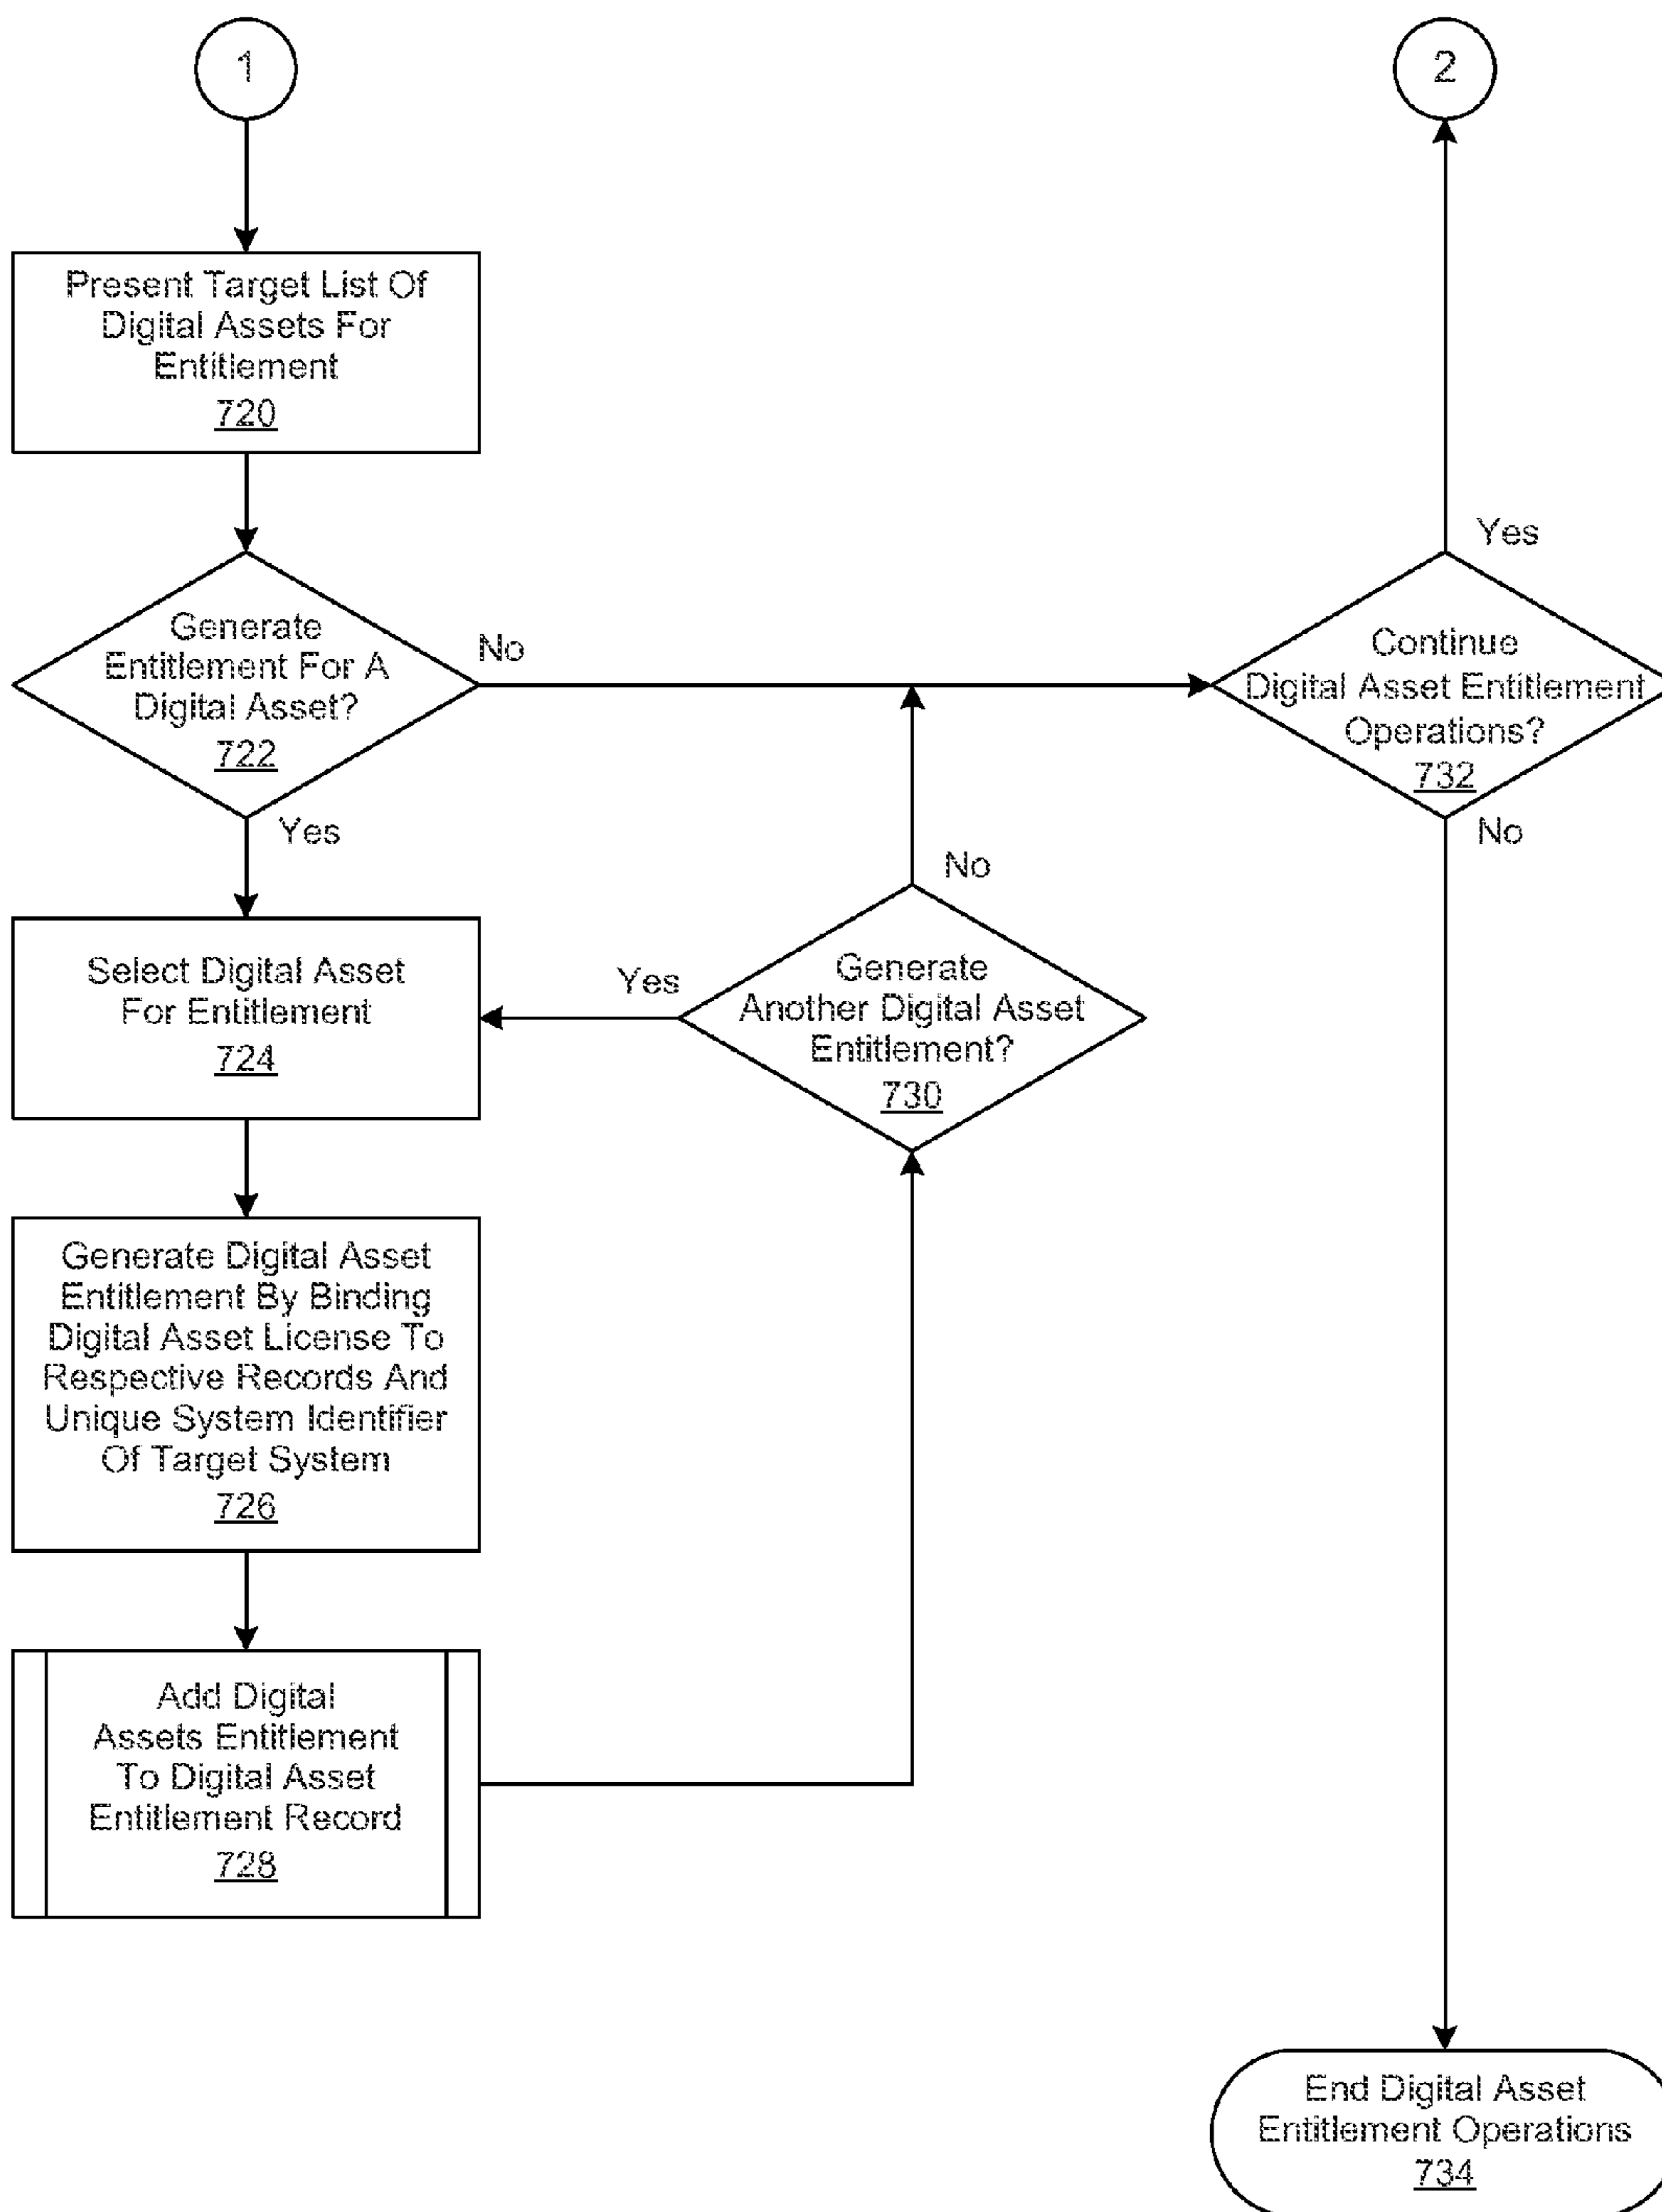 1
2
Present Target List Of
Digital Assets For
Entitlement
720
Generate
Entitlement For A
Digital Asset?
722
No
Yes
Continue
Digital Asset Entitlement
Operations?
732
Yes
No
Select Digital Asset
For Entitlement
724
Yes
No
Generate
Another Digital Asset
Entitlement?
730
Generate Digital Asset
Entitlement By Binding
Digital Asset License To
Respective Records And
Unique System Identifier
Of Target System
726
Add Digital
Assets Entitlement
To Digital Asset
Entitlement Record
728
End Digital Asset
Entitlement Operations
734